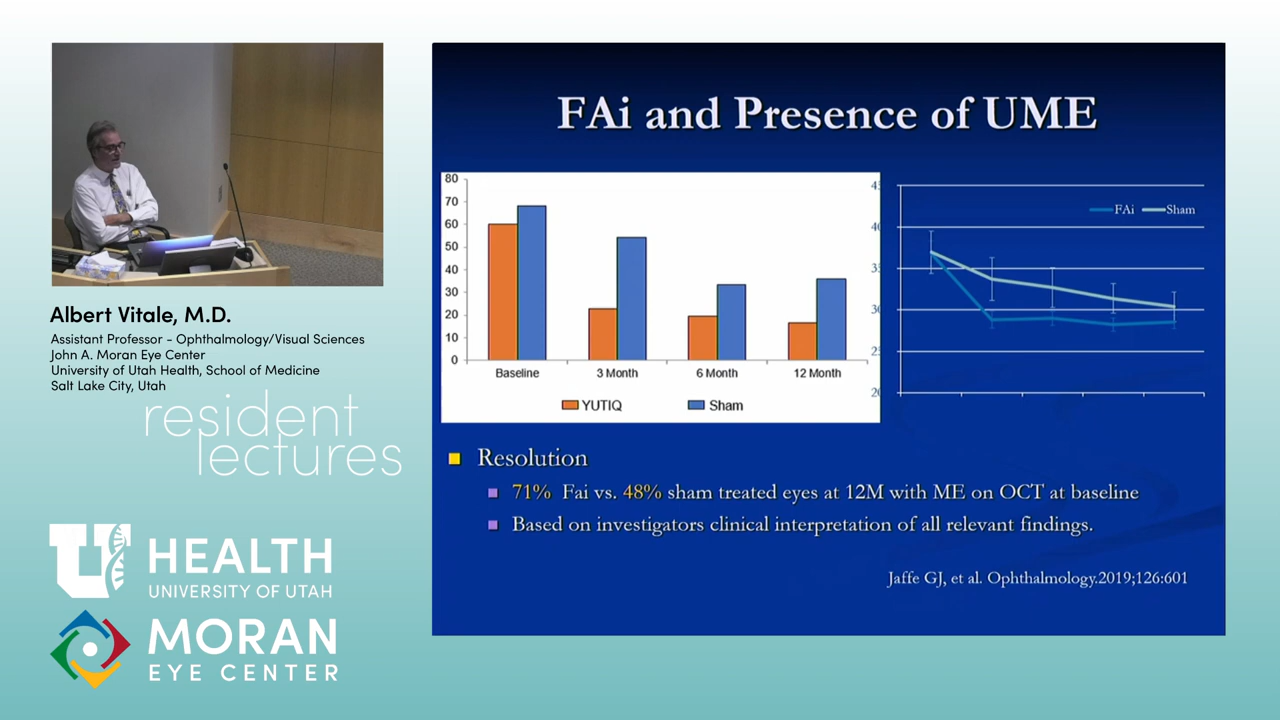 Albert Vitale, M.D.
Assistant Professor - Ophthalmology/Visual Sciences
John A. Moran Eye Center
University of Utah Health, School of Medicine
Salt Lake City, Utah
resident
lectures
U HEALTH
UNIVERSITY OF UTAH
MORAN
EYE CENTER
FAi and Presence of UME
80
70
60
50
40
30
20
10
0
Baseline 3 Month 6 Month 12 Month
YUTIQ Sham
FAi Sham
Resolution
71% Fai vs. 48% sham treated eyes at 12M with ME on OCT at baseline
Based on investigators clinical interpretation of all relevant findings.
Jaffe GJ, et al. Ophthalmology.2019;126:601